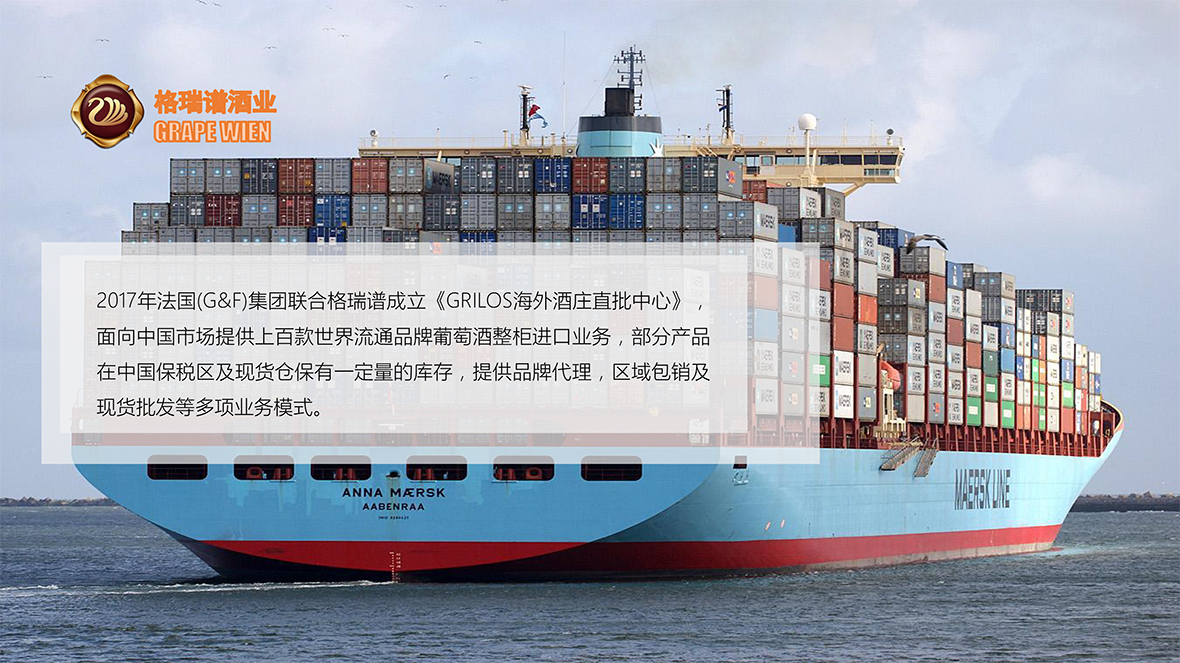 格瑞谱酒业
GRAPE WIEN
2017年法国(G&F)集团联合格瑞谱成立《GRILOS海外酒庄直批中心》，
面向中国市场提供上百款世界流通品牌葡萄酒整柜进口业务，部分产品
在中国保税区及现货仓保有一定量的库存，提供品牌代理，区域包销及
现货批发等多项业务模式。
ANNA MÆRSK
AABENRAA
MAERSK LINE